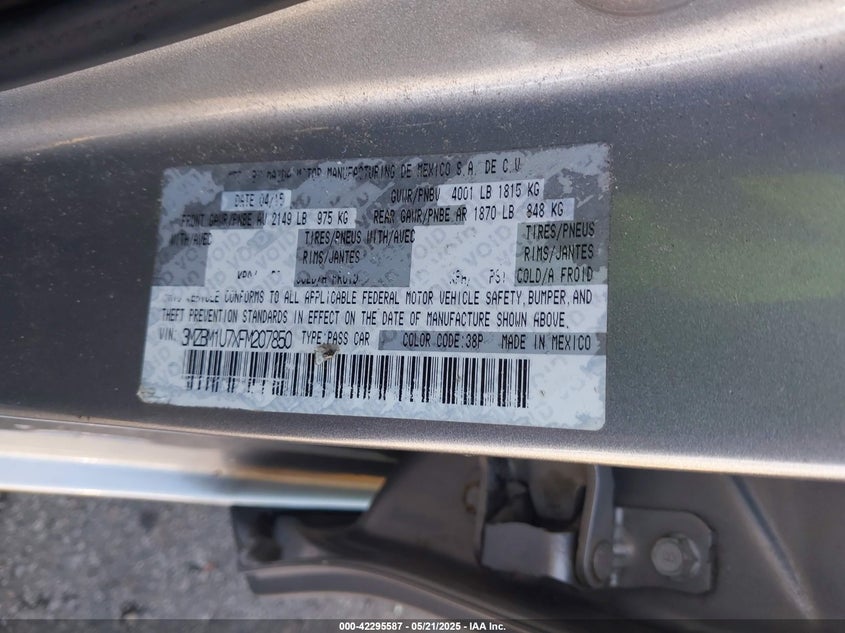 MOTOR MANUFACTURING DE MEXICO S.A. DE C.V
DATE 04/15 GVWR/PNBV 4001 LB 1815 KG
FRONT GAWR/PNBE AV 2149 LB 975 KG REAR GAWR/PNBE AR 1870 LB 848 KG
WITH/AVEC TIRES/PNEUS WITH/AVEC TIRES/PNEUS
RIMS/JANTES RIMS/JANTES
COLD/A FROID KPA/ PSI COLD/A FROID
VEHICLE CONFORMS TO ALL APPLICABLE FEDERAL MOTOR VEHICLE SAFETY, BUMPER, AND
THEFT PREVENTION STANDARDS IN EFFECT ON THE DATE OF MANUFACTURE SHOWN ABOVE.
VIN: 3MZBM1U7XFM207850 TYPE: PASS CAR COLOR CODE:38P MADE IN MEXICO
000-42295587 - 05/21/2025 - IAA Inc.